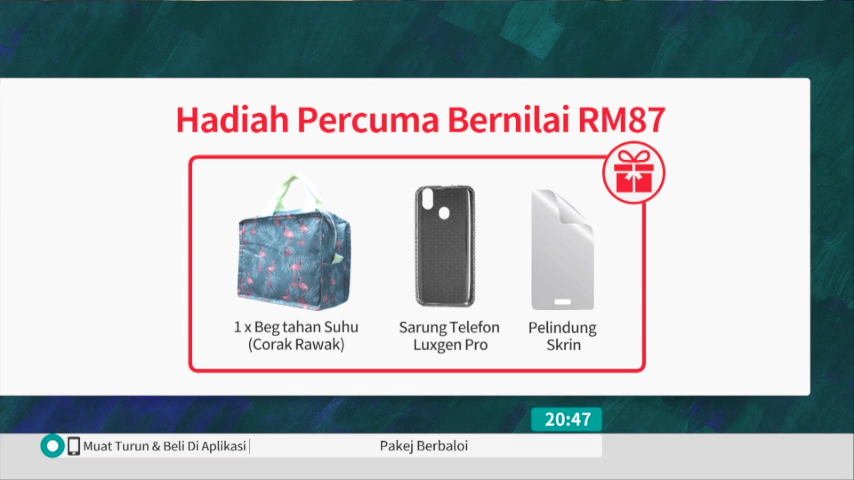 Hadiah Percuma Bernilai RM87
1 x Beg tahan Suhu
(Corak Rawak)
Sarung Telefon
Luxgen Pro
Pelindung
Skrin
20:47
Muat Turun & Beli Di Aplikasi
Pakej Berbaloi